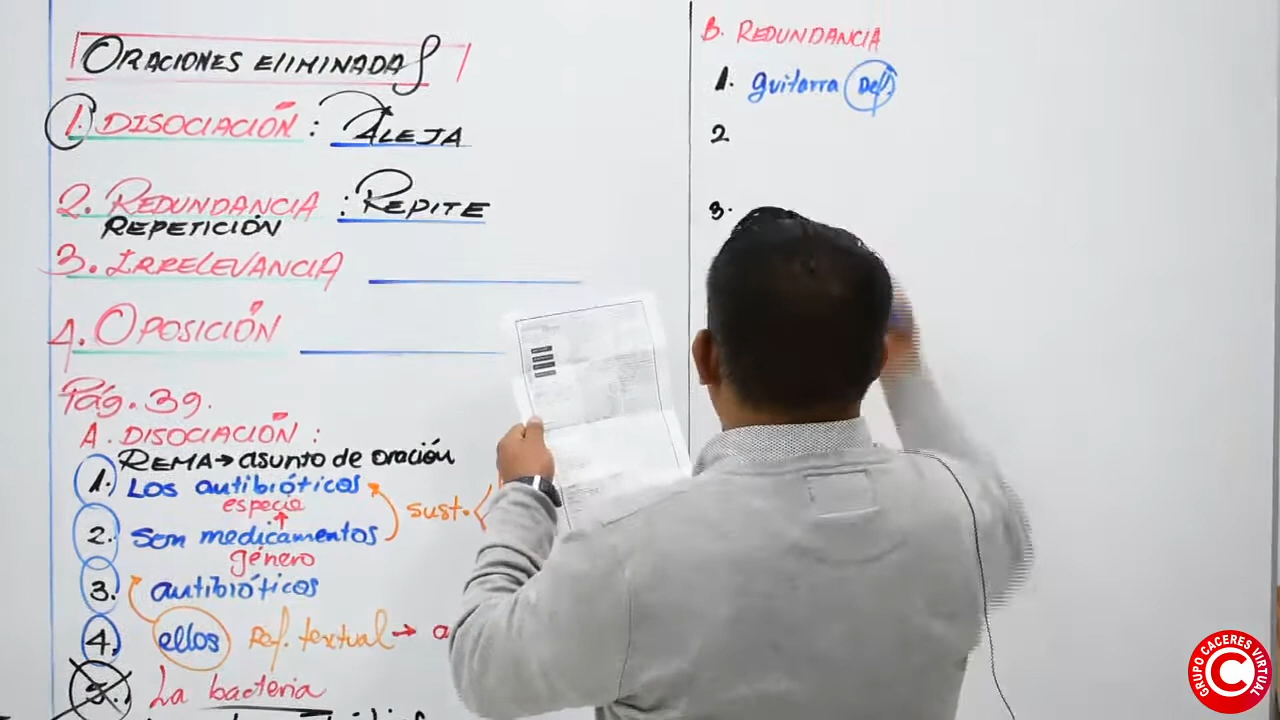 ORACIONES ElIMINADAS
1. DISOCIACIÓN : ALEJA
2. REDUNDANCIA : REPITE
REPETICIÓN
3. IRRELEVANCIA
4. OPOSICIÓN
Pág. 39.
A. DISOCIACIÓN :
REMA → asunto de oración
1. Los antibióticos
especie
sust.
2. Son medicamentos
género
3. antibióticos
4. ellos Ref. textual → a
5. La bacteria
B. REDUNDANCIA
1. guitarra Def.
2
3.
GRUPO CACERES VIRTUAL
C